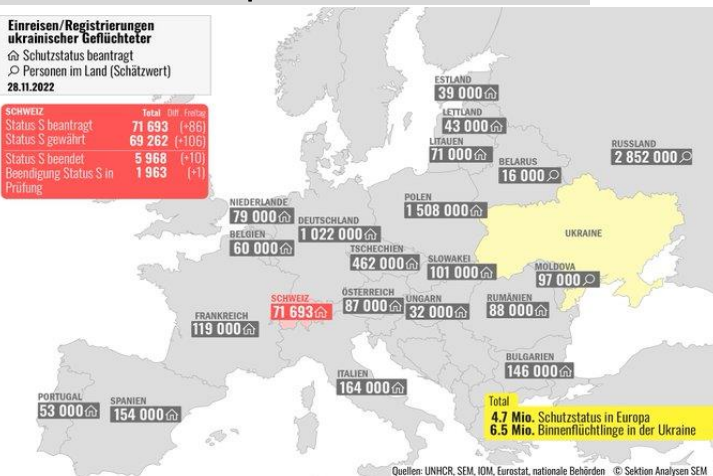 Einreisen/Registrierungen
ukrainischer Geflüchteter
Schutzstatus beantragt
Personen im Land (Schätzwert)
28.11.2022
SCHWEIZ Total Diff. Freitag
Status S beantragt 71 693 (+86)
Status S gewährt 69 262 (+106)
Status S beendet 5 968 (+10)
Beendigung Status S in 1 963 (+1)
Prüfung
ESTLAND
39 000
LETTLAND
43 000
LITAUEN
71 000
BELARUS
16 000
RUSSLAND
2 852 000
NIEDERLANDE
79 000
BELGIEN
60 000
DEUTSCHLAND
1 022 000
POLEN
1 508 000
UKRAINE
TSCHECHIEN
462 000
SLOWAKEI
101 000
MOLDOVA
97 000
SCHWEIZ
71 693
ÖSTERREICH
87 000
UNGARN
32 000
RUMÄNIEN
88 000
FRANKREICH
119 000
BULGARIEN
146 000
ITALIEN
164 000
PORTUGAL
53 000
SPANIEN
154 000
Total
4.7 Mio. Schutzstatus in Europa
6.5 Mio. Binnenflüchtlinge in der Ukraine
Quellen: UNHCR, SEM, IOM, Eurostat, nationale Behörden © Sektion Analysen SEM